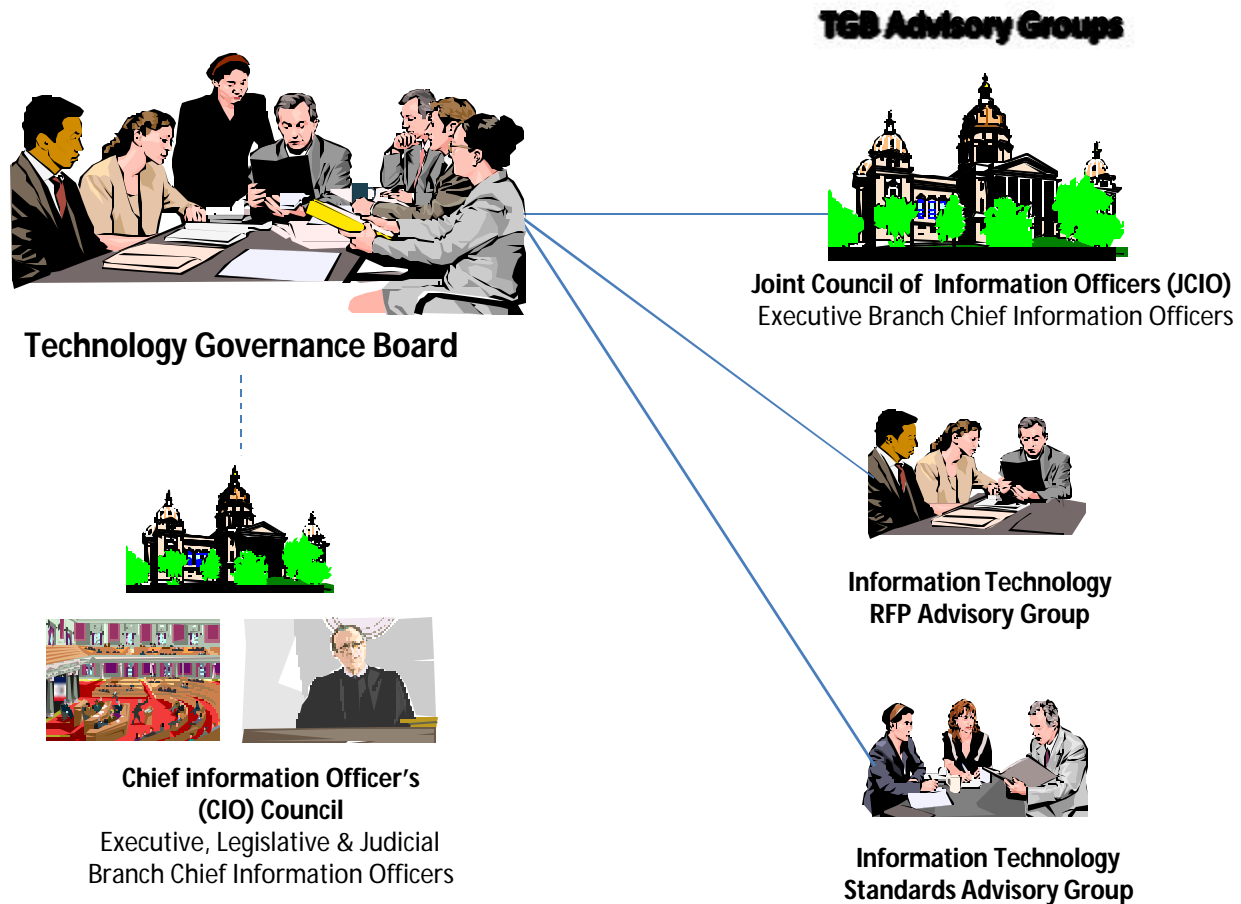 TGB Advisory Groups
Joint Council of Information Officers (JCIO)
Executive Branch Chief Information Officers
Technology Governance Board
Information Technology
RFP Advisory Group
Chief information Officer's
(CIO) Council
Executive, Legislative & Judicial
Branch Chief Information Officers
Information Technology
Standards Advisory Group